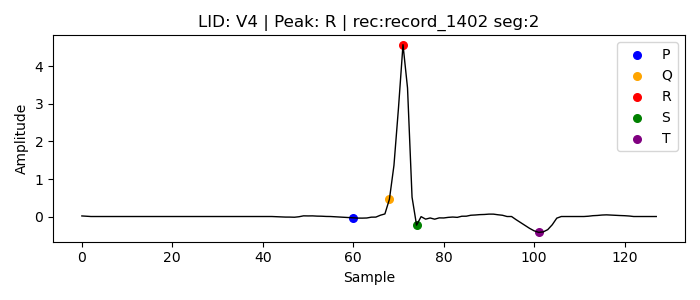 LID: V4 | Peak: R | rec:record_1402 seg:2
Amplitude
4
3
2
1
0
0 20 40 60 80 100 120
Sample
P
Q
R
S
T